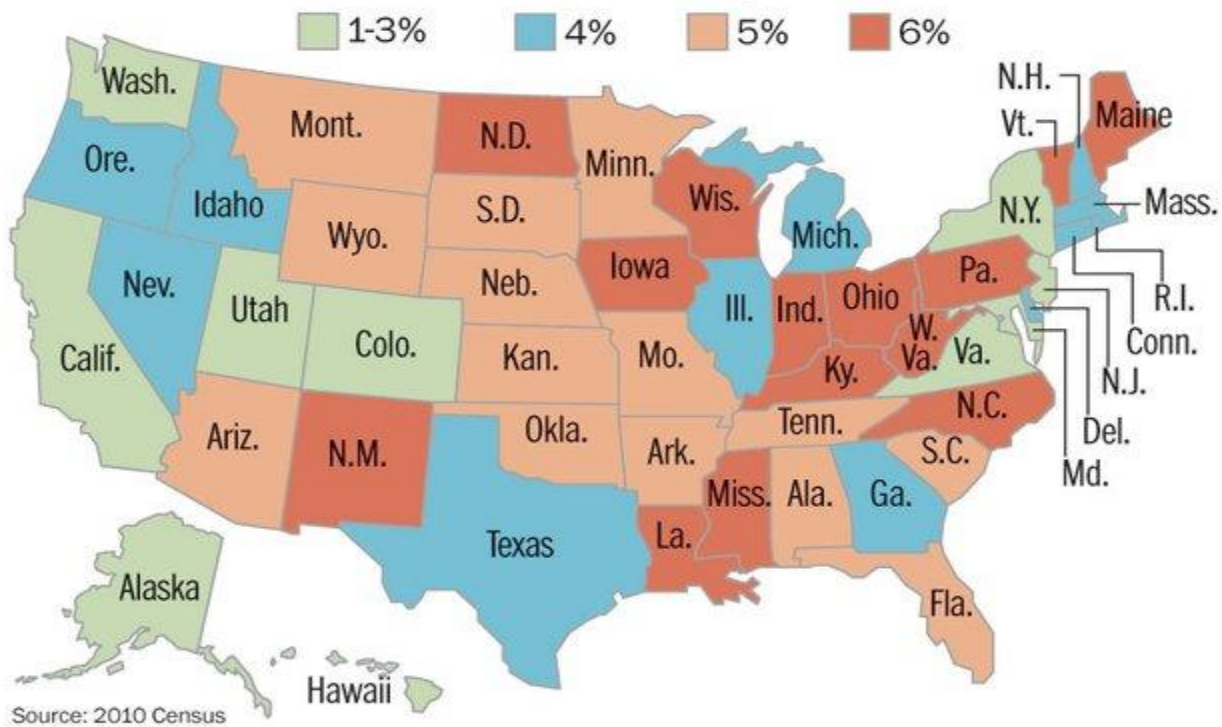 1-3% 4% 5% 6%
Wash.
Ore.
Idaho
Mont.
N.D.
Minn.
Wis.
Mich.
N.H.
Vt.
Maine
Mass.
N.Y.
R.I.
Conn.
N.J.
Del.
Md.
Pa.
Wyo.
S.D.
Iowa
Neb.
Nev.
Utah
Calif.
Colo.
Kan.
Mo.
Ill.
Ind.
Ohio
W.
Va.
Va.
Ky.
N.C.
Tenn.
S.C.
Ariz.
N.M.
Okla.
Ark.
Miss.
Ala.
Ga.
Texas
La.
Fla.
Alaska
Hawaii
Source: 2010 Census